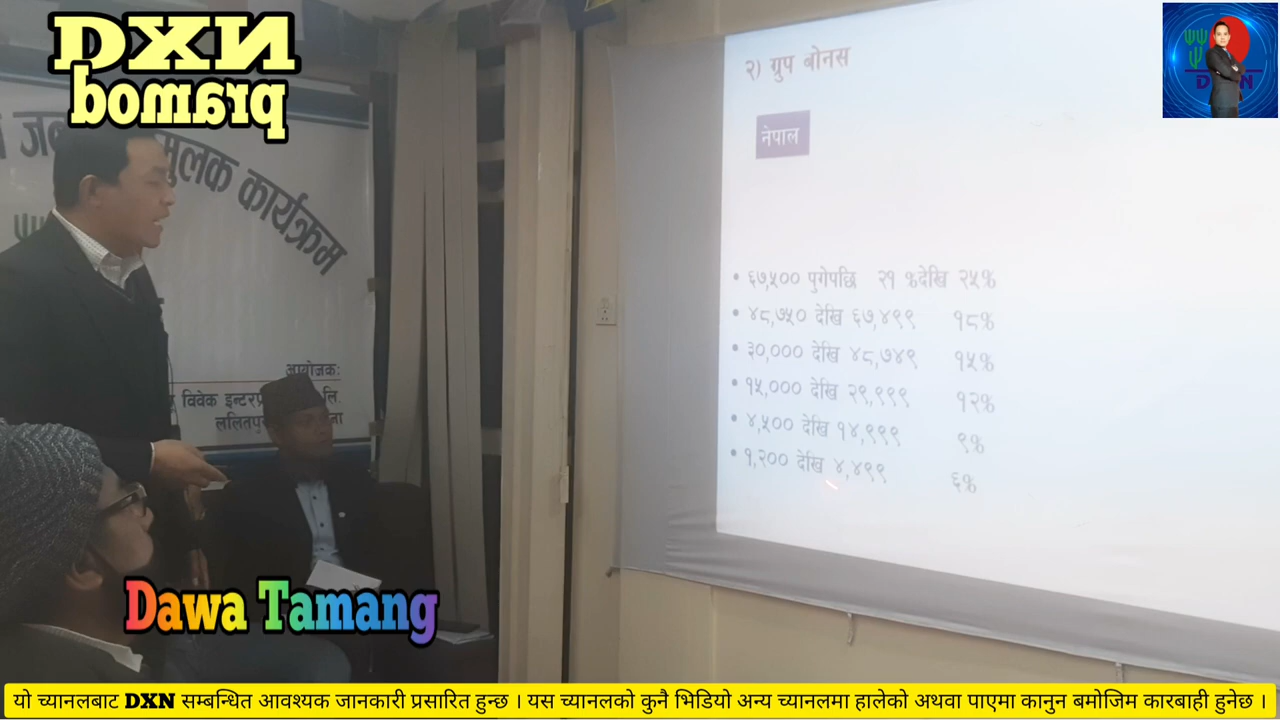 DXN
pramod
DXN
२) ग्रुप बोनस
नेपाल
• ६७,५०० पुगेपछि २१ %देखि २५%
• ४८,७५० देखि ६७,४९९ १८%
• ३०,००० देखि ४८,७४९ १५%
• १५,००० देखि २९,९९९ १२%
• ४,५०० देखि १४,९९९ ९%
• १,२०० देखि ४,४९९ ६%
मुलक कार्यक्रम
आयोजकः
विवेक इन्टरप्र लि.
ललितपु
Dawa Tamang
यो च्यानलबाट DXN सम्बन्धित आवश्यक जानकारी प्रसारित हुन्छ । यस च्यानलको कुनै भिडियो अन्य च्यानलमा हालेको अथवा पाएमा कानुन बमोजिम कारबाही हुनेछ ।